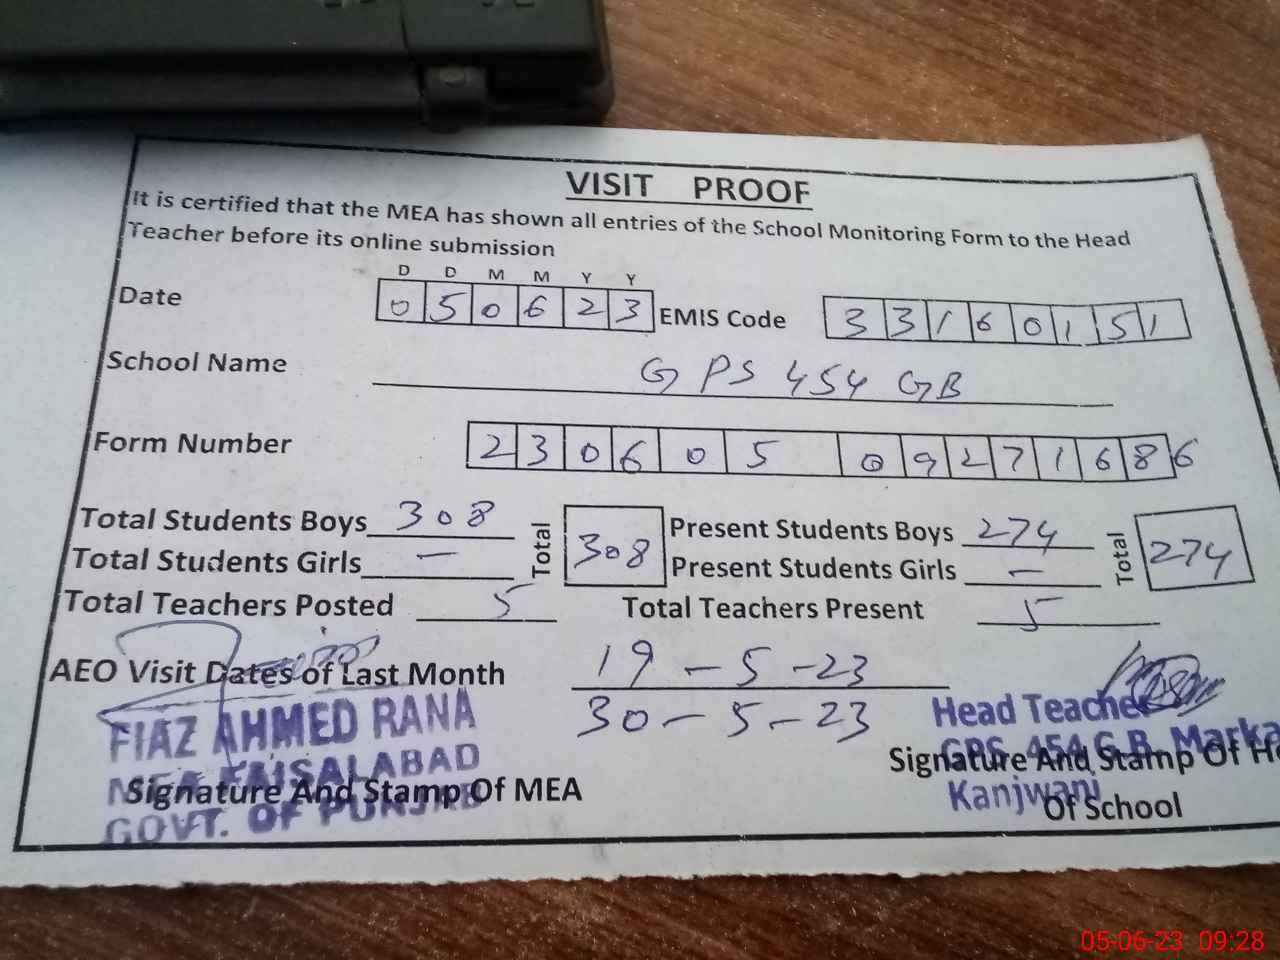 VISIT PROOF
It is certified that the MEA has shown all entries of the School Monitoring Form to the Head
Teacher before its online submission
D D M M Y Y
Date 0 5 0 6 2 3 EMIS Code 3 3 1 6 0 1 5 1
School Name GPS 454 GB
Form Number 2 3 0 6 0 5 0 9 2 7 1 6 8 6
Total Students Boys 308 Total 308 Present Students Boys 274 Total 274
Total Students Girls — Present Students Girls —
Total Teachers Posted 5 Total Teachers Present 5
AEO Visit Dates of Last Month 19-5-23
30-5-23
FIAZ AHMED RANA
MEA FAISALABAD
GOVT. OF PUNJAB
Signature And Stamp Of MEA
Head Teacher
GPS 454 G.B. Marka
Kanjwani
Signature And Stamp Of He
Of School
05-06-23 09:28